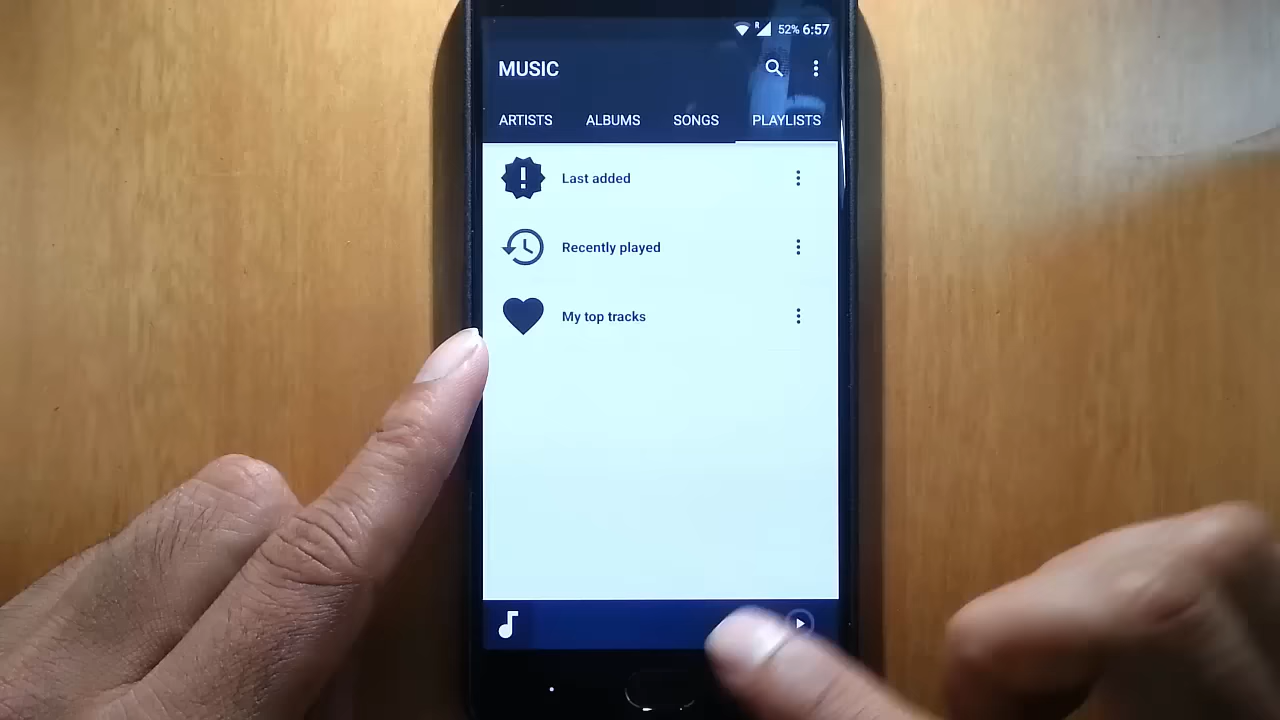 R 52% 6:57
MUSIC
ARTISTS ALBUMS SONGS PLAYLISTS
Last added
Recently played
My top tracks